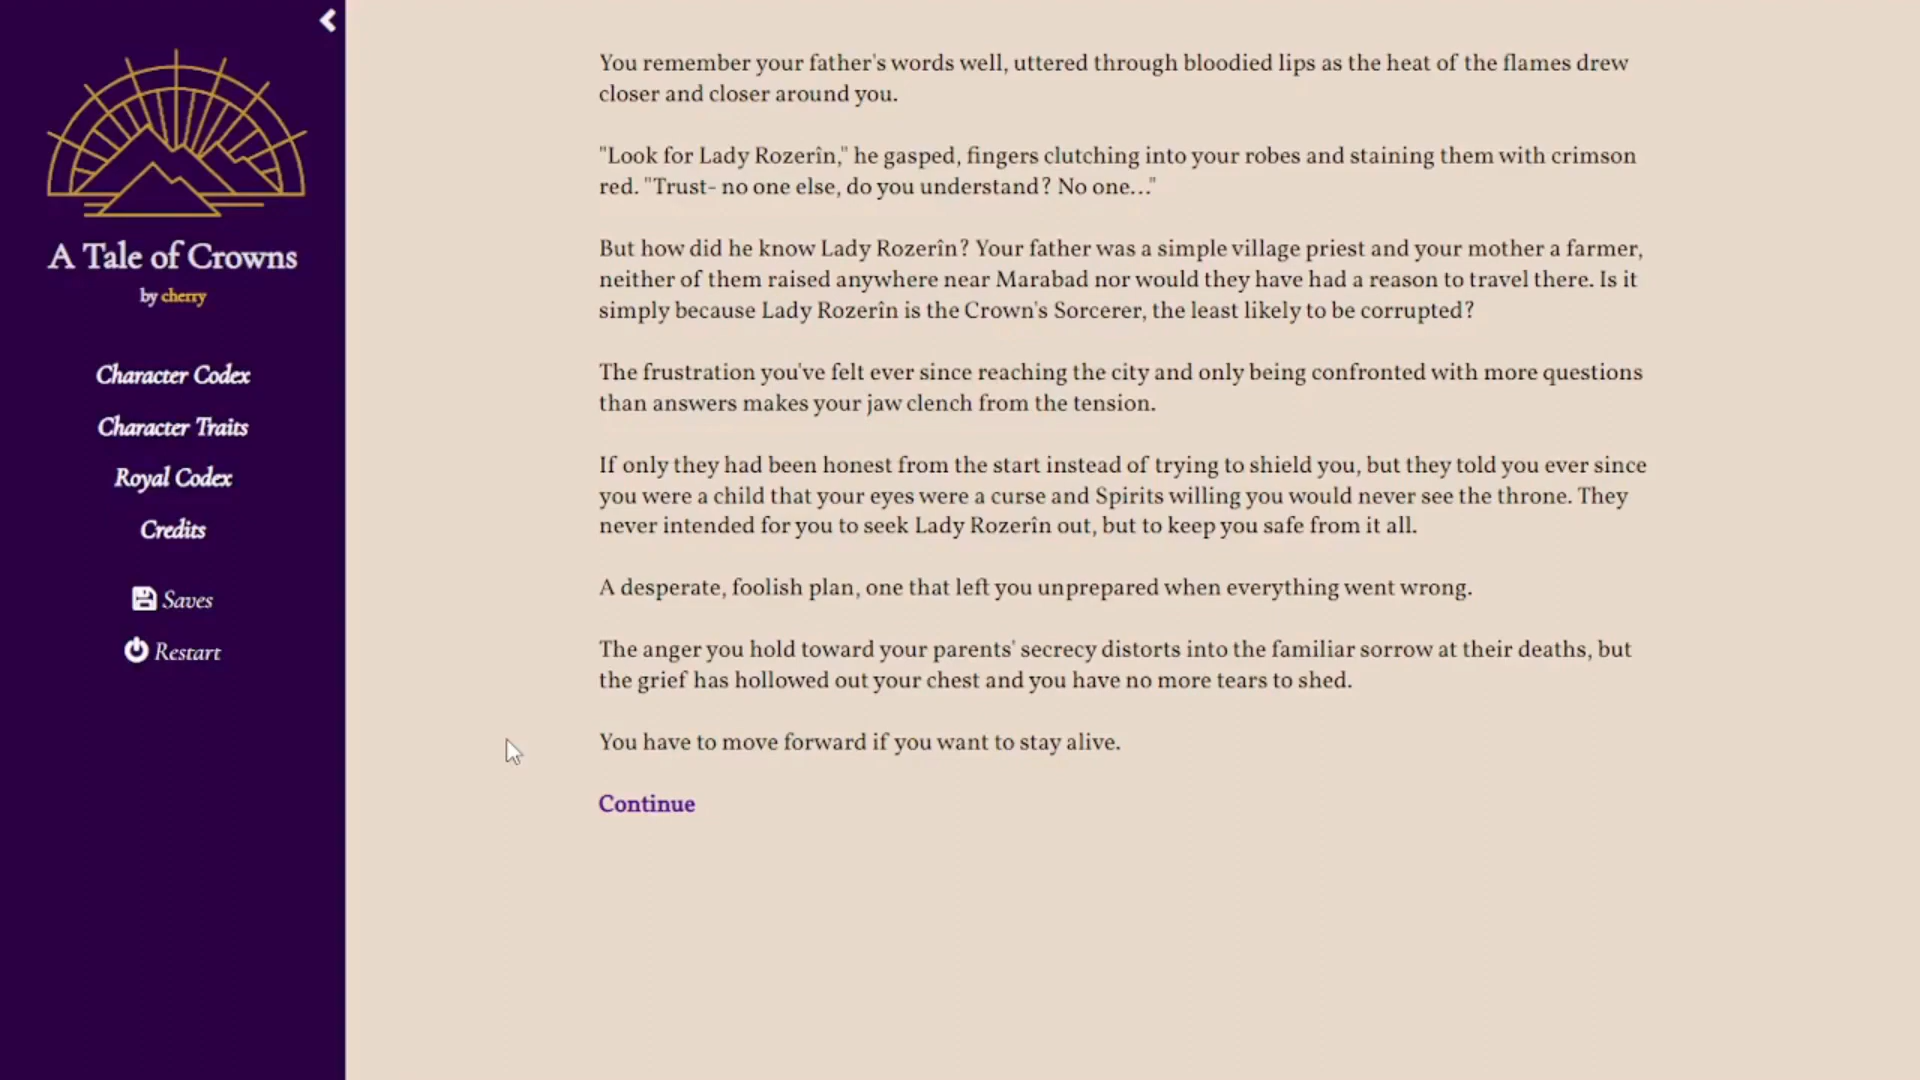 A Tale of Crowns
by cherry
Character Codex
Character Traits
Royal Codex
Credits
Saves
Restart
You remember your father's words well, uttered through bloodied lips as the heat of the flames drew
closer and closer around you.
"Look for Lady Rozerîn," he gasped, fingers clutching into your robes and staining them with crimson
red. "Trust- no one else, do you understand? No one…"
But how did he know Lady Rozerîn? Your father was a simple village priest and your mother a farmer,
neither of them raised anywhere near Marabad nor would they have had a reason to travel there. Is it
simply because Lady Rozerîn is the Crown's Sorcerer, the least likely to be corrupted?
The frustration you've felt ever since reaching the city and only being confronted with more questions
than answers makes your jaw clench from the tension.
If only they had been honest from the start instead of trying to shield you, but they told you ever since
you were a child that your eyes were a curse and Spirits willing you would never see the throne. They
never intended for you to seek Lady Rozerîn out, but to keep you safe from it all.
A desperate, foolish plan, one that left you unprepared when everything went wrong.
The anger you hold toward your parents' secrecy distorts into the familiar sorrow at their deaths, but
the grief has hollowed out your chest and you have no more tears to shed.
You have to move forward if you want to stay alive.
Continue